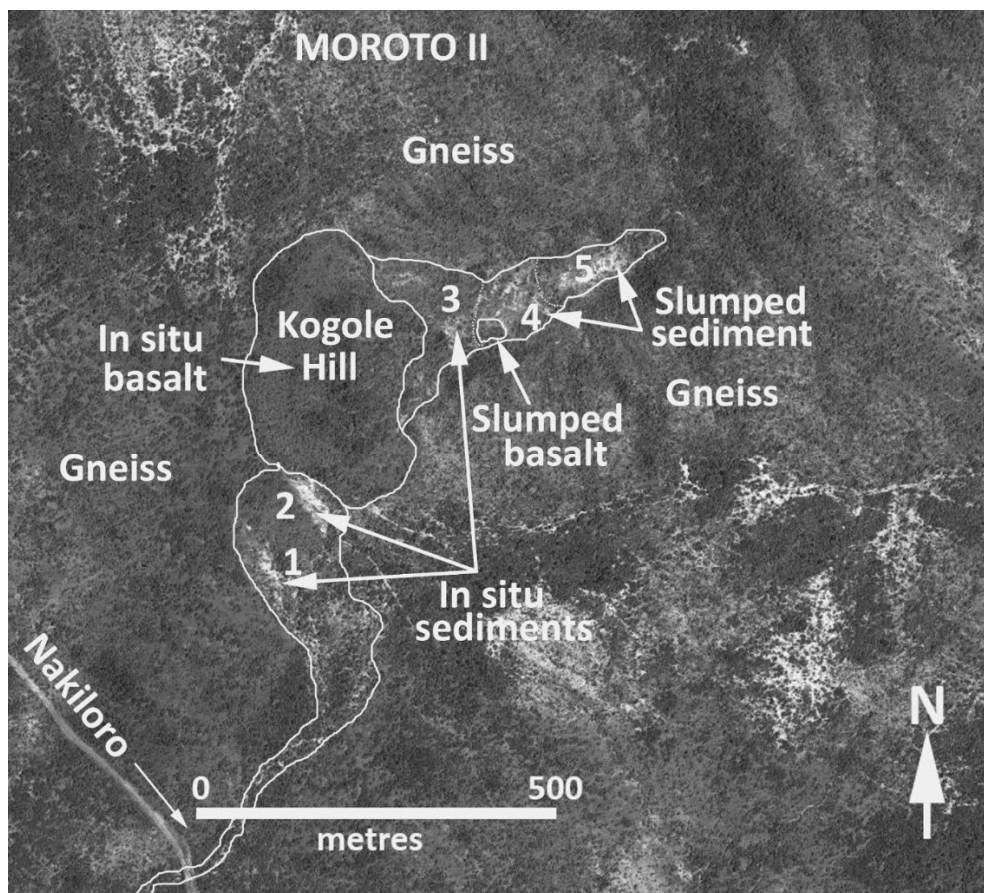 MOROTO II
Gneiss
3
5
4
Slumped
sediment
Kogole
Hill
In situ
basalt
Slumped
basalt
Gneiss
Gneiss
2
1
In situ
sediments
Nakiloro
N
0
500
metres